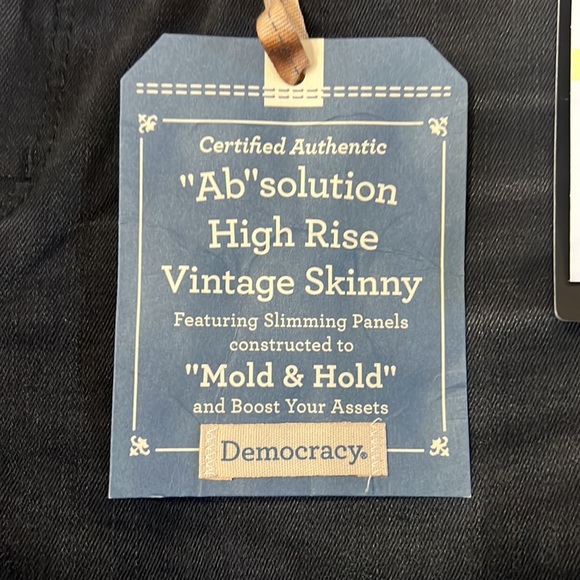 Certified Authentic
"Ab"solution
High Rise
Vintage Skinny
Featuring Slimming Panels
constructed to
"Mold & Hold"
and Boost Your Assets
Democracy®